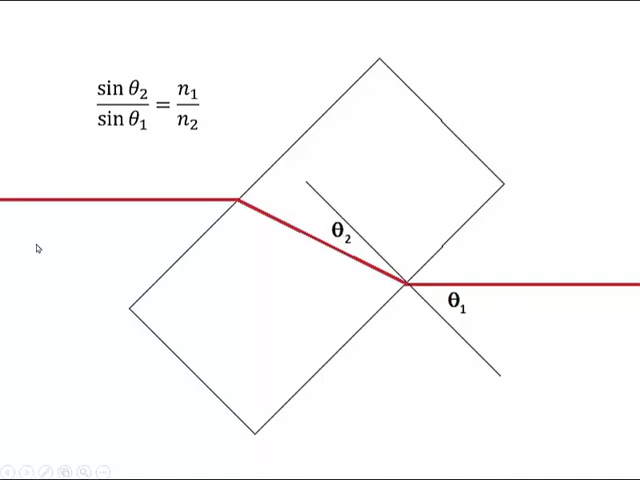 sin θ₂ / sin θ₁ = n₁ / n₂
θ₂
θ₁